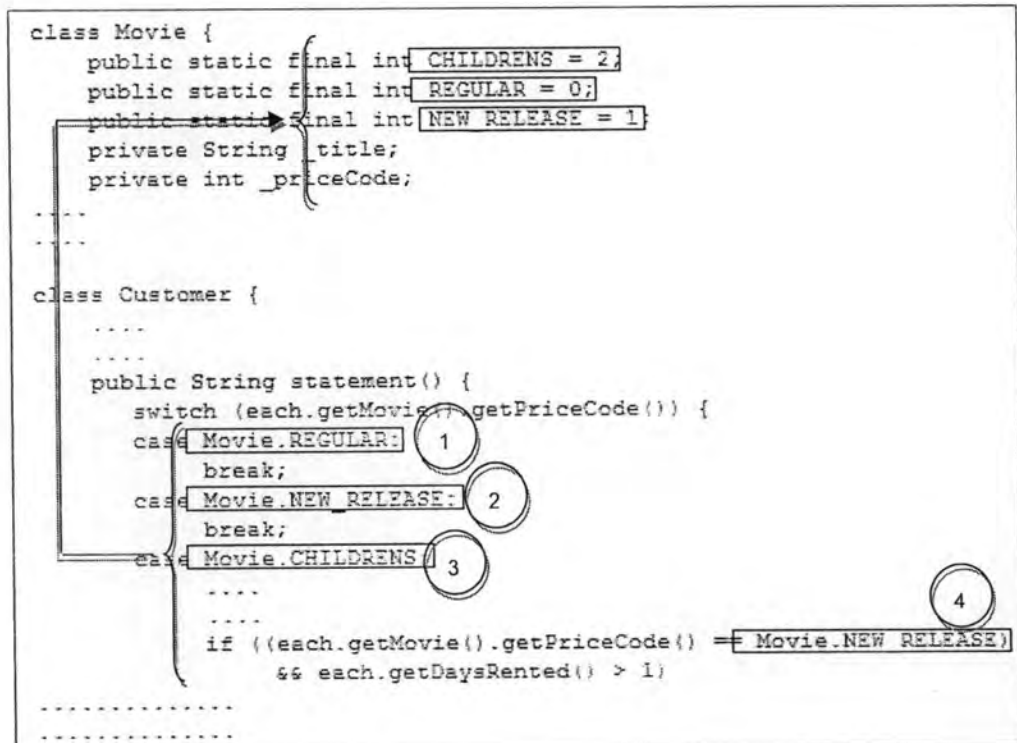 class Movie {
public static final int CHILDRENS = 2;
public static final int REGULAR = 0;
public static final int NEW_RELEASE = 1;
private String _title;
private int _priceCode;
....
....
class Customer {
....
....
public String statement() {
switch (each.getMovie().getPriceCode()) {
case Movie.REGULAR: 1
break;
case Movie.NEW_RELEASE: 2
break;
case Movie.CHILDRENS: 3
....
.... 4
if ((each.getMovie().getPriceCode() == Movie.NEW_RELEASE)
&& each.getDaysRented() > 1)
..............
..............